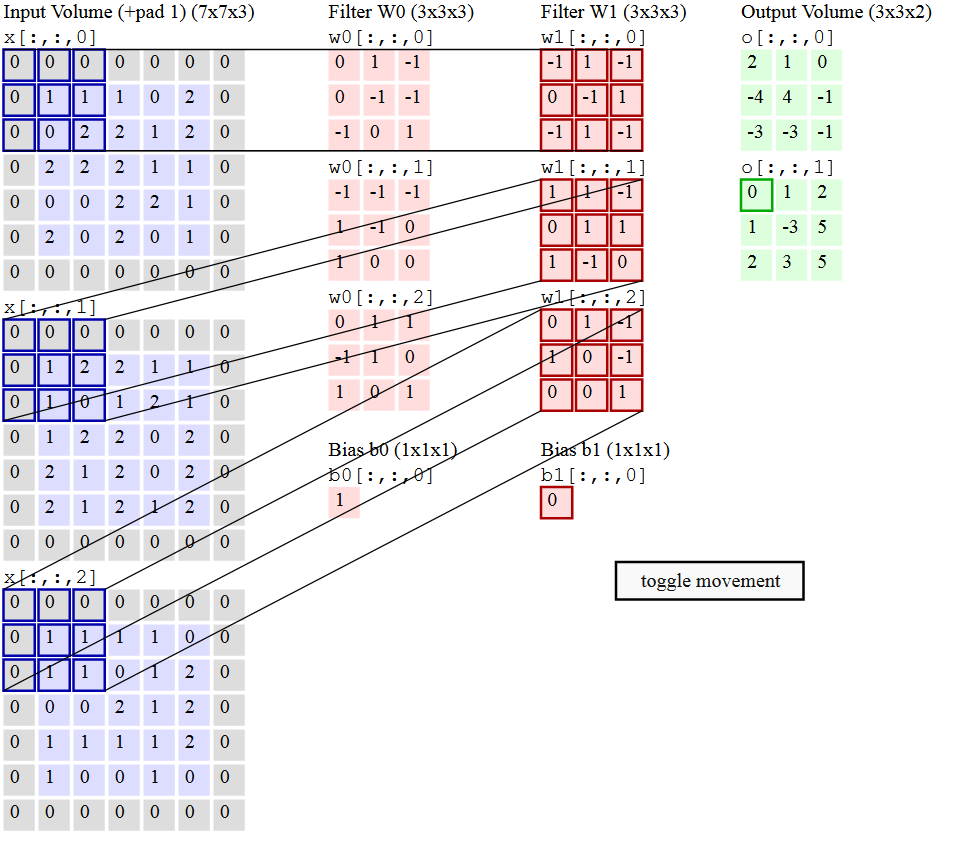 Input Volume (+pad 1) (7x7x3)
x[:,:,0]
0 0 0 0 0 0 0
0 1 1 1 0 2 0
0 0 2 2 1 2 0
0 2 2 2 1 1 0
0 0 0 2 2 1 0
0 2 0 2 0 1 0
0 0 0 0 0 0 0
x[:,:,1]
0 0 0 0 0 0 0
0 1 2 2 1 1 0
0 1 0 1 2 1 0
0 1 2 2 0 2 0
0 2 1 2 0 2 0
0 2 1 2 1 2 0
0 0 0 0 0 0 0
x[:,:,2]
0 0 0 0 0 0 0
0 1 1 1 1 0 0
0 1 1 0 1 2 0
0 0 0 2 1 2 0
0 1 1 1 1 2 0
0 1 0 0 1 0 0
0 0 0 0 0 0 0
Filter W0 (3x3x3)
w0[:,:,0]
0 1 -1
0 -1 -1
-1 0 1
w0[:,:,1]
-1 -1 -1
1 -1 0
1 0 0
w0[:,:,2]
0 1 1
-1 1 0
1 0 1
Bias b0 (1x1x1)
b0[:,:,0]
1
Filter W1 (3x3x3)
w1[:,:,0]
-1 1 -1
0 -1 1
-1 1 -1
w1[:,:,1]
1 1 -1
0 1 1
1 -1 0
w1[:,:,2]
0 1 -1
1 0 -1
0 0 1
Bias b1 (1x1x1)
b1[:,:,0]
0
Output Volume (3x3x2)
o[:,:,0]
2 1 0
-4 4 -1
-3 -3 -1
o[:,:,1]
0 1 2
1 -3 5
2 3 5
toggle movement